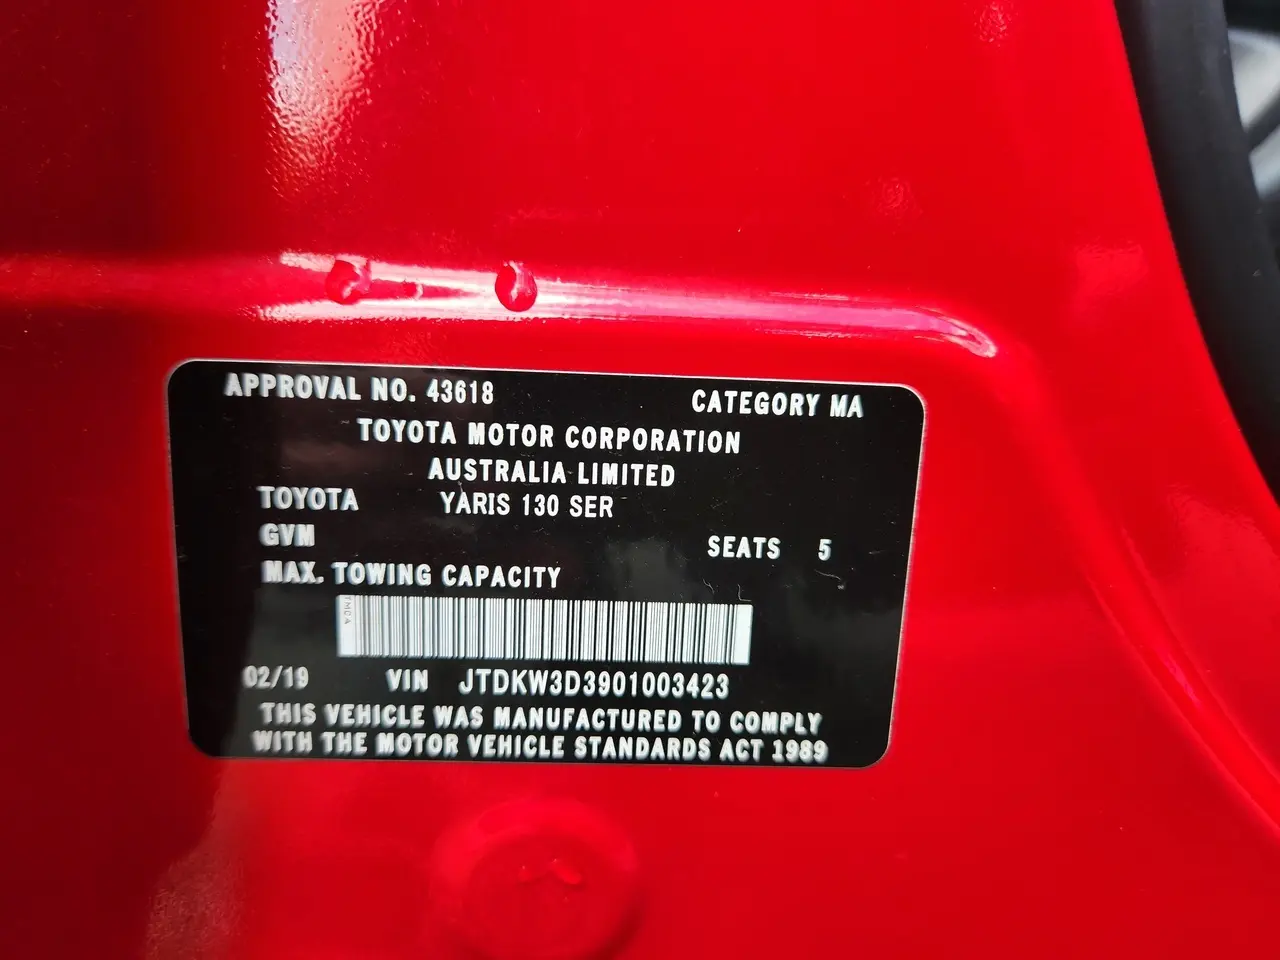 APPROVAL NO. 43618 CATEGORY MA
TOYOTA MOTOR CORPORATION
AUSTRALIA LIMITED
TOYOTA YARIS 130 SER
GVM SEATS 5
MAX. TOWING CAPACITY
TMCA
02/19 VIN JTDKW3D3901003423
THIS VEHICLE WAS MANUFACTURED TO COMPLY
WITH THE MOTOR VEHICLE STANDARDS ACT 1989